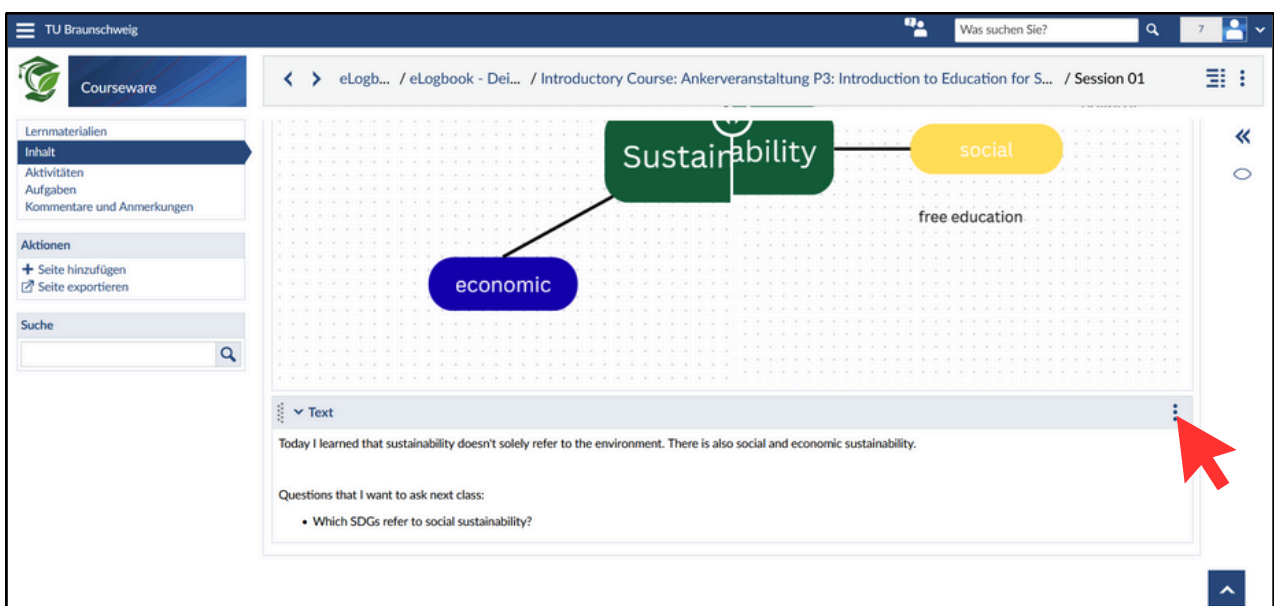 TU Braunschweig
Was suchen Sie?
7
Courseware
eLogb... / eLogbook - Dei... / Introductory Course: Ankerveranstaltung P3: Introduction to Education for S... / Session 01
Lernmaterialien
Inhalt
Aktivitäten
Aufgaben
Kommentare und Anmerkungen
Aktionen
Seite hinzufügen
Seite exportieren
Suche
Sustainability
social
free education
economic
Text
Today I learned that sustainability doesn't solely refer to the environment. There is also social and economic sustainability.
Questions that I want to ask next class:
• Which SDGs refer to social sustainability?